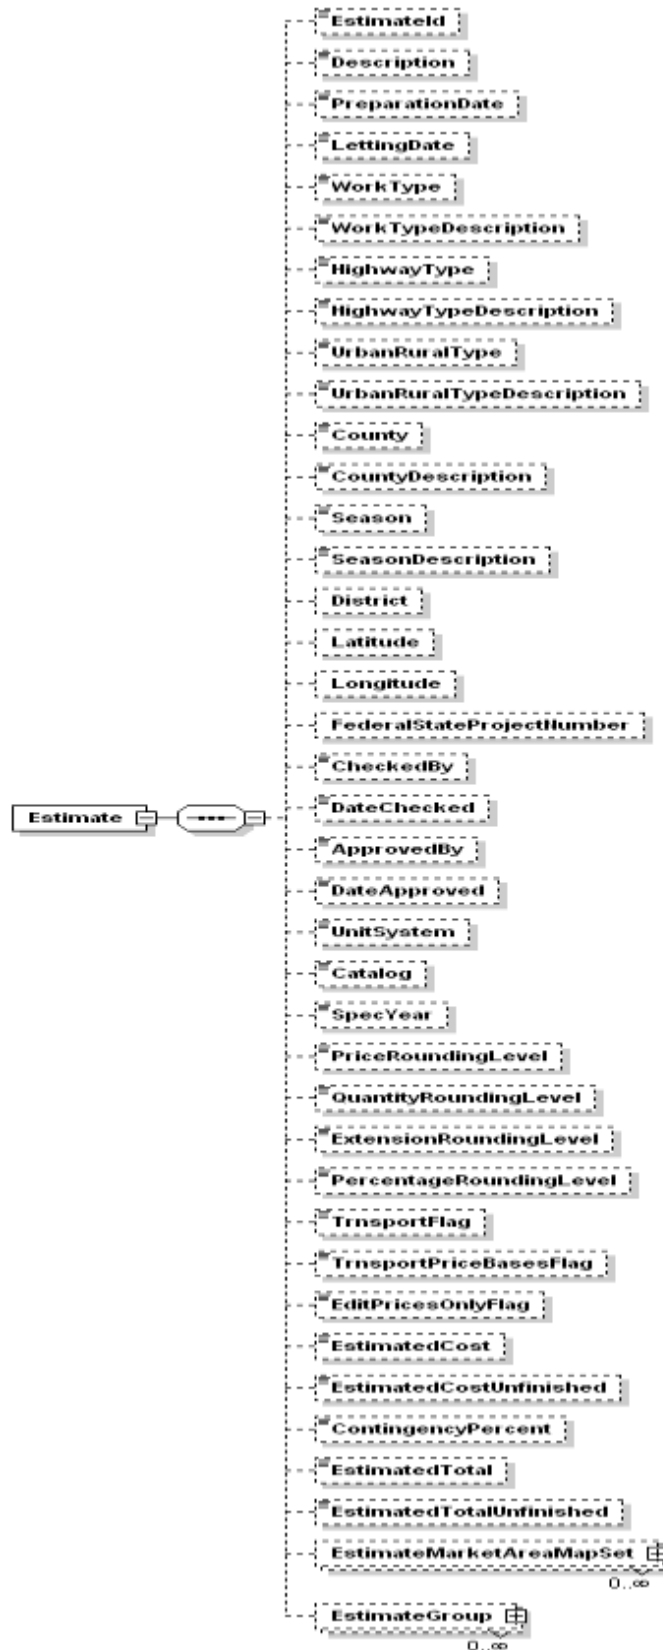 EstimateId
Description
PreparationDate
LettingDate
WorkType
WorkTypeDescription
HighwayType
HighwayTypeDescription
UrbanRuralType
UrbanRuralTypeDescription
County
CountyDescription
Season
SeasonDescription
District
Latitude
Longitude
FederalStateProjectNumber
CheckedBy
Estimate
DateChecked
ApprovedBy
DateApproved
UnitSystem
Catalog
SpecYear
PriceRoundingLevel
QuantityRoundingLevel
ExtensionRoundingLevel
PercentageRoundingLevel
TrnsportFlag
TrnsportPriceBasesFlag
EditPricesOnlyFlag
EstimatedCost
EstimatedCostUnfinished
ContingencyPercent
EstimatedTotal
EstimatedTotalUnfinished
EstimateMarketAreaMapSet
0..∞
EstimateGroup
0..∞